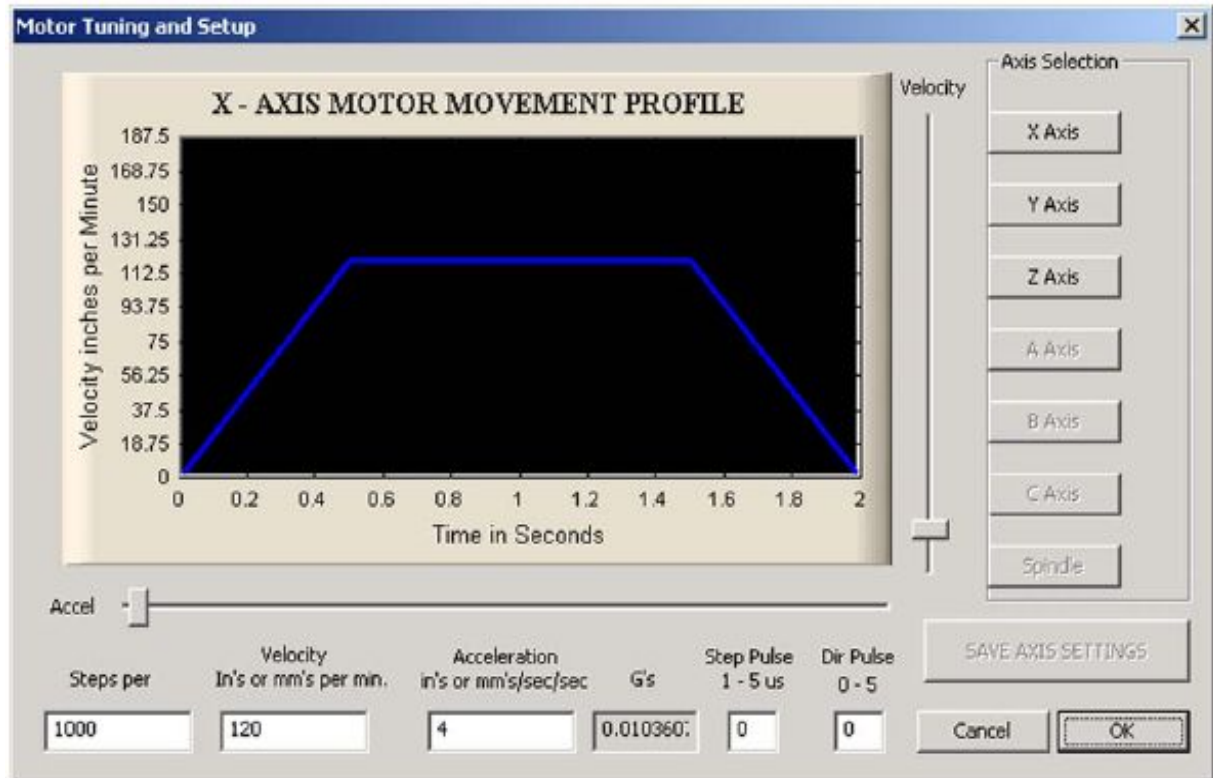 Motor Tuning and Setup
X - AXIS MOTOR MOVEMENT PROFILE
Velocity inches per Minute
187.5
168.75
150
131.25
112.5
93.75
75
56.25
37.5
18.75
0
0 0.2 0.4 0.6 0.8 1 1.2 1.4 1.6 1.8 2
Time in Seconds
Velocity
Accel
Axis Selection
X Axis
Y Axis
Z Axis
A Axis
B Axis
C Axis
Spindle
SAVE AXIS SETTINGS
Steps per
1000
Velocity
In's or mm's per min.
120
Acceleration
in's or mm's/sec/sec
4
G's
0.010360
Step Pulse
1 - 5 us
0
Dir Pulse
0 - 5
0
Cancel
OK